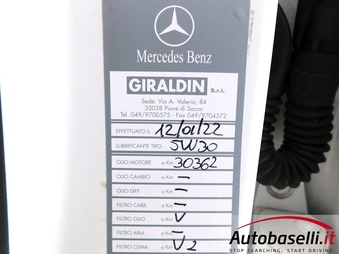 Mercedes Benz
GIRALDIN S.r.l.
Sede: Via A. Valerio, 84
35028 Piove di Sacco
Tel. 049/9700575 - Fax 049/9704572
EFFETTUATO IL 12/01/22
LUBRIFICANTE TIPO 5W30
OLIO MOTORE a Km 30362
OLIO CAMBIO a Km –
OLIO DIFF. a Km –
FILTRO CARB. a Km –
FILTRO OLIO a Km V
FILTRO ARIA a Km –
FILTRO CLIMA a Km V2
Autobaselli.it
STOP SEARCHING. START DRIVING.